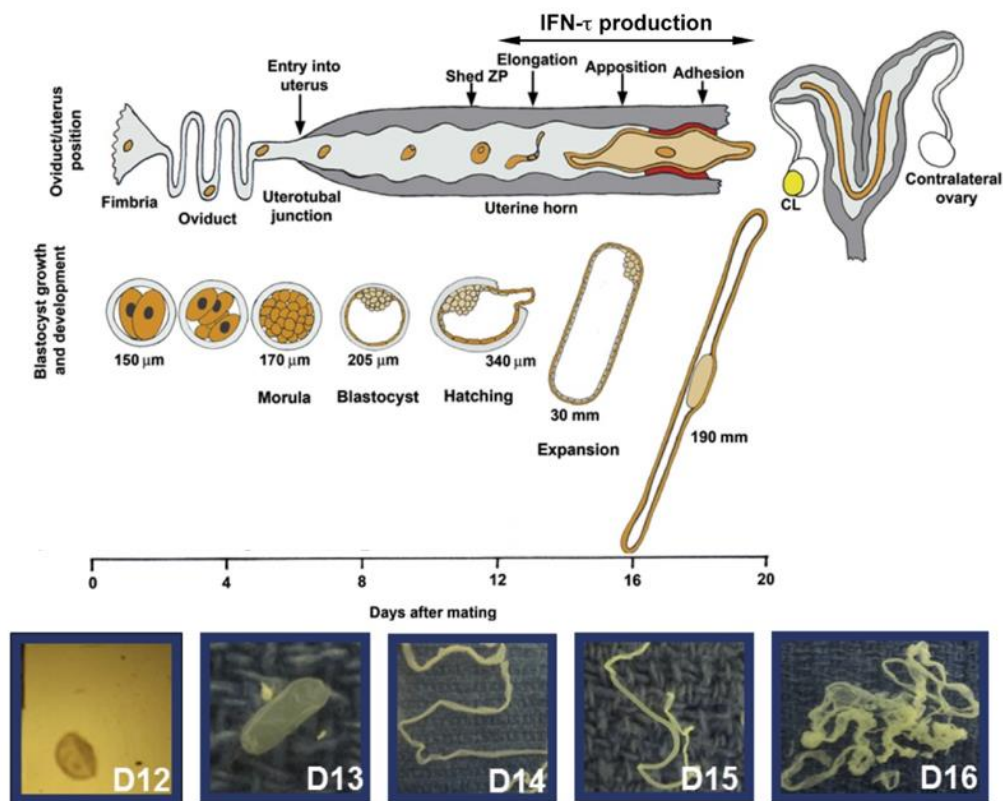 IFN-τ production
Elongation
Apposition
Adhesion
Shed ZP
Entry into
uterus
Oviduct/uterus
position
Fimbria
Oviduct
Uterotubal
junction
Uterine horn
CL
Contralateral
ovary
Blastocyst growth
and development
150 μm
170 μm
205 μm
340 μm
Morula
Blastocyst
Hatching
30 mm
Expansion
190 mm
0 4 8 12 16 20
Days after mating
D12 D13 D14 D15 D16